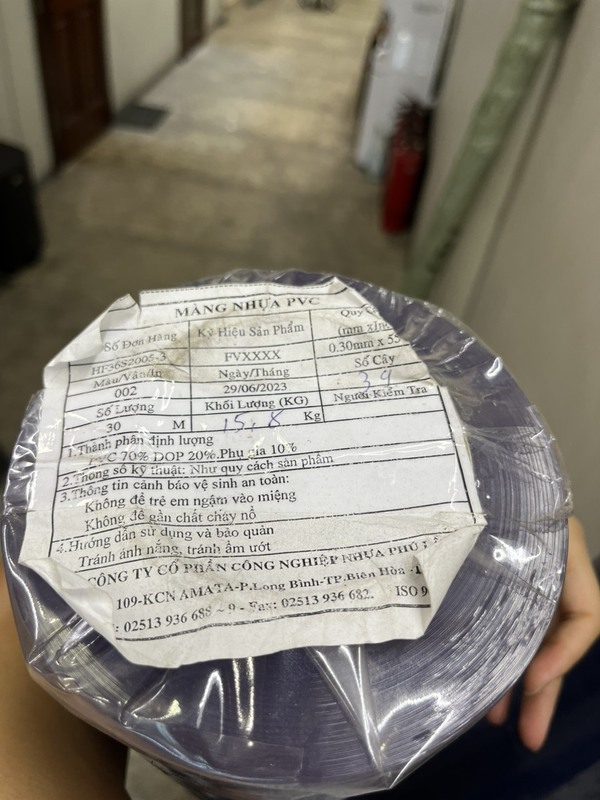 MÀNG NHỰA PVC
Số Đơn Hàng Ký Hiệu Sản Phẩm
(mm x
HF36S2005-3 FVXXXX 0.30mm x
Màu/Vân/In Ngày/Tháng Số Cây
002 29/06/2023 39
Số Lượng Khối Lượng (KG) Người Kiểm Tra
30 M 15,8 Kg
1.Thành phần định lượng
PVC 70% DOP 20%.Phụ gia 10%
2.Thông số kỹ thuật: Như quy cách sản phẩm
3.Thông tin cảnh báo vệ sinh an toàn:
Không để trẻ em ngậm vào miệng
Không để gần chất cháy nổ
4.Hướng dẫn sử dụng và bảo quản
Tránh ánh nắng, tránh ẩm ướt
CÔNG TY CỔ PHẦN CÔNG NGHIỆP NHỰA PHÚ
109-KCN AMATA-P.Long Bình-TP.Biên Hòa
: 02513 936 688 ~ 9 - Fax: 02513 936 682. ISO 9